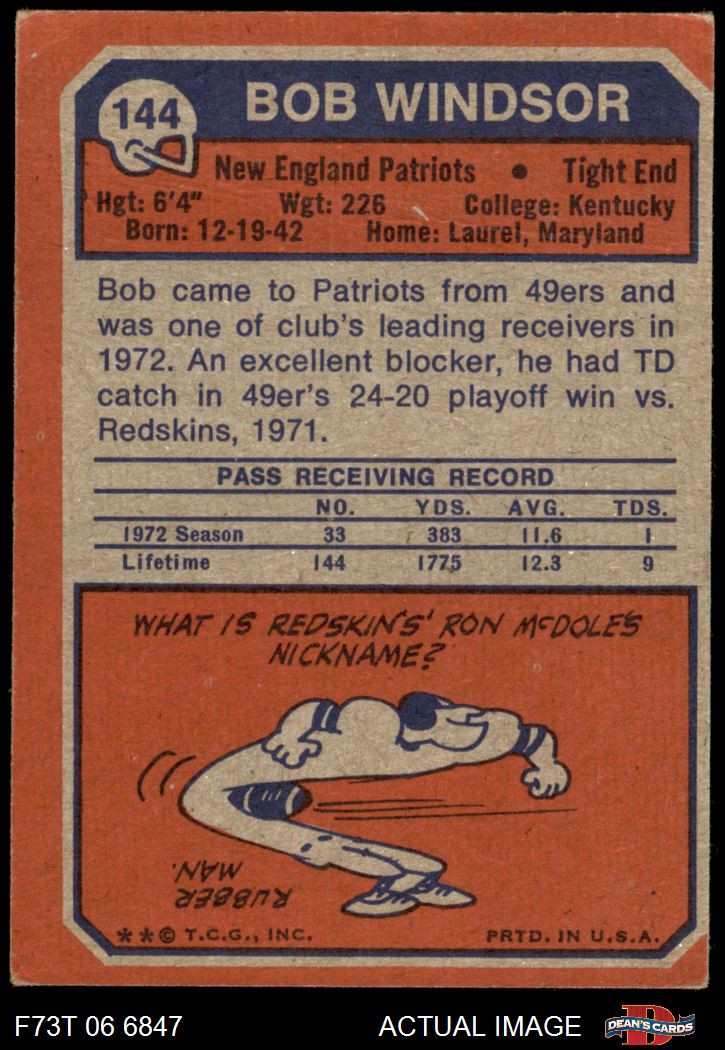 144
BOB WINDSOR
New England Patriots • Tight End
Hgt: 6'4" Wgt: 226 College: Kentucky
Born: 12-19-42 Home: Laurel, Maryland
Bob came to Patriots from 49ers and
was one of club's leading receivers in
1972. An excellent blocker, he had TD
catch in 49er's 24-20 playoff win vs.
Redskins, 1971.
PASS RECEIVING RECORD
NO. YDS. AVG. TDS.
1972 Season 33 383 11.6 1
Lifetime 144 1775 12.3 9
WHAT IS REDSKIN'S' RON McDOLE'S
NICKNAME?
RUBBER
MAN.
**© T.C.G., INC. PRTD. IN U.S.A.
F73T 06 6847 ACTUAL IMAGE
D
DEAN'S CARDS